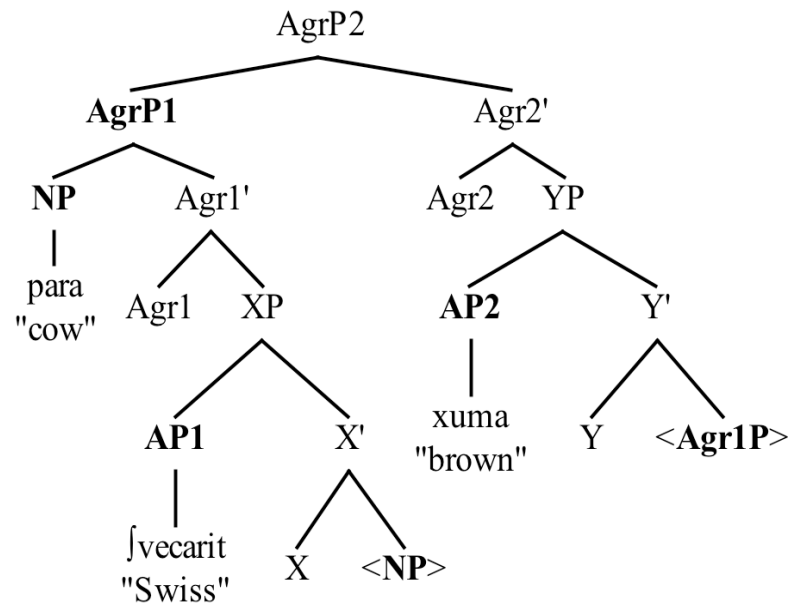 AgrP2
AgrP1 Agr2'
NP Agr1' Agr2 YP
para
"cow"
Agr1 XP AP2 Y'
xuma
"brown"
AP1 X' Y <Agr1P>
ʃvecarit
"Swiss"
X <NP>